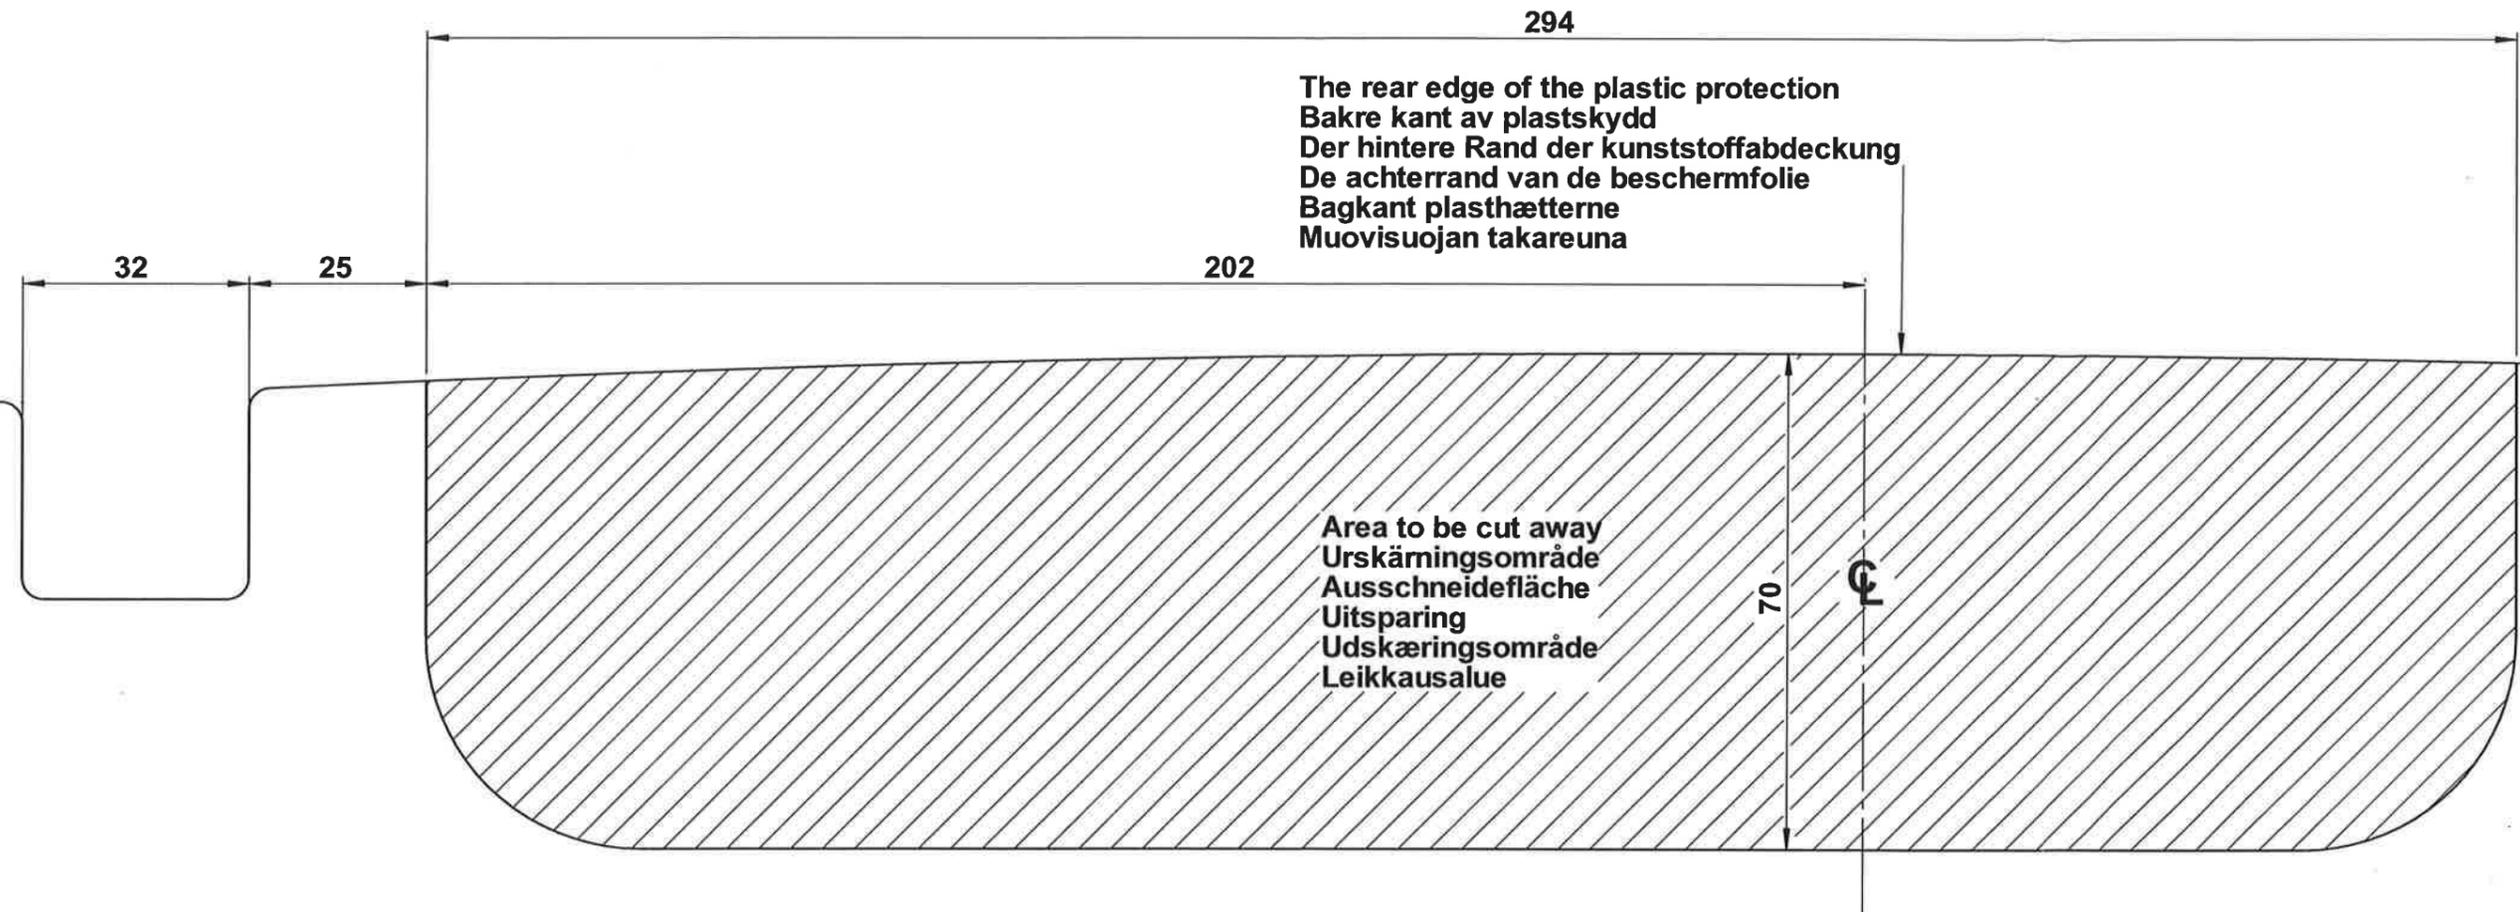 294
The rear edge of the plastic protection
Bakre kant av plastskydd
Der hintere Rand der kunststoffabdeckung
De achterrand van de beschermfolie
Bagkant plasthætterne
Muovisuojan takareuna
32
25
202
Area to be cut away
Urskärningsområde
Ausschneidefläche
Uitsparing
Udskæringsområde
Leikkausalue
70
CL